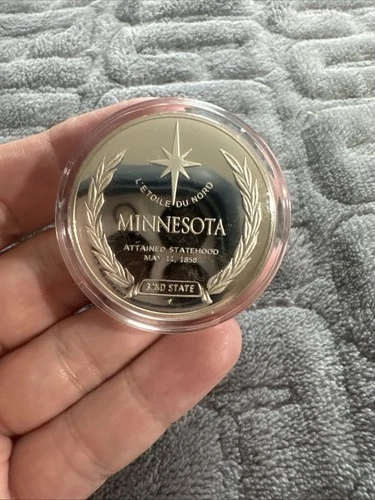 L'ETOILE DU NORD
MINNESOTA
ATTAINED STATEHOOD
MAY 11, 1858
32ND STATE